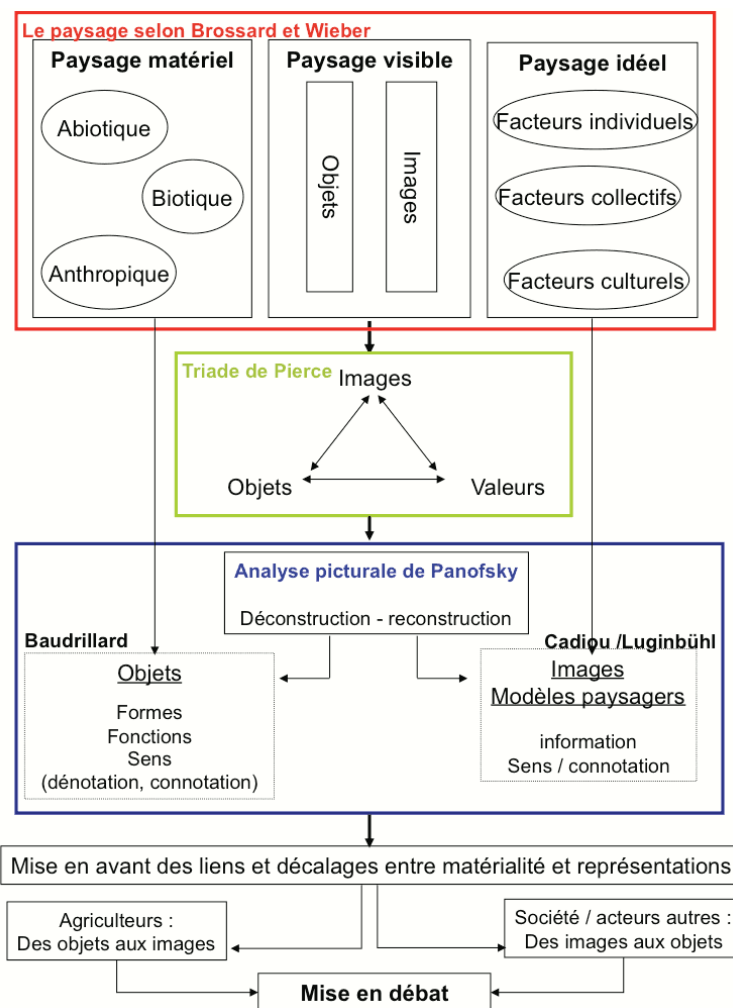 Le paysage selon Brossard et Wieber
Paysage matériel
Abiotique
Biotique
Anthropique
Paysage visible
Objets
Images
Paysage idéel
Facteurs individuels
Facteurs collectifs
Facteurs culturels
Triade de Pierce
Images
Objets
Valeurs
Analyse picturale de Panofsky
Déconstruction - reconstruction
Baudrillard
Objets
Formes
Fonctions
Sens
(dénotation, connotation)
Cadiou /Luginbühl
Images
Modèles paysagers
information
Sens / connotation
Mise en avant des liens et décalages entre matérialité et représentations
Agriculteurs :
Des objets aux images
Société / acteurs autres :
Des images aux objets
Mise en débat